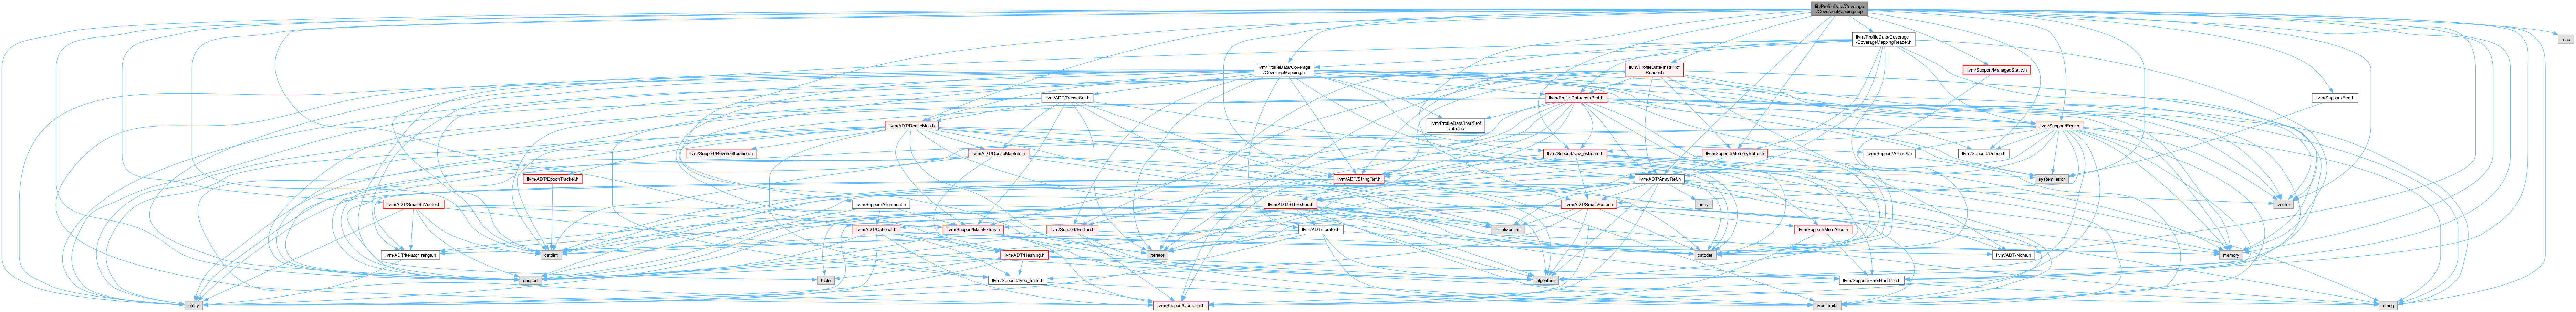 lib/ProfileData/Coverage
/CoverageMapping.cpp
llvm/ProfileData/Coverage
/CoverageMappingReader.h
map
llvm/ProfileData/Coverage
/CoverageMapping.h
llvm/ProfileData/InstrProf
Reader.h
llvm/Support/ManagedStatic.h
llvm/ADT/DenseSet.h
llvm/ProfileData/InstrProf.h
llvm/Support/Errc.h
llvm/ADT/DenseMap.h
llvm/ProfileData/InstrProf
Data.inc
llvm/Support/Error.h
llvm/Support/ReverseIteration.h
llvm/ADT/DenseMapInfo.h
llvm/Support/raw_ostream.h
llvm/Support/MemoryBuffer.h
llvm/Support/AlignOf.h
llvm/Support/Debug.h
llvm/ADT/EpochTracker.h
llvm/ADT/StringRef.h
llvm/ADT/ArrayRef.h
system_error
llvm/ADT/SmallBitVector.h
llvm/Support/Alignment.h
llvm/ADT/STLExtras.h
llvm/ADT/SmallVector.h
array
vector
llvm/ADT/Optional.h
llvm/Support/MathExtras.h
llvm/Support/Endian.h
llvm/ADT/iterator.h
initializer_list
llvm/Support/MemAlloc.h
llvm/ADT/iterator_range.h
cstdint
llvm/ADT/Hashing.h
iterator
cstddef
llvm/ADT/None.h
memory
cassert
tuple
llvm/Support/type_traits.h
algorithm
llvm/Support/ErrorHandling.h
utility
llvm/Support/Compiler.h
type_traits
string